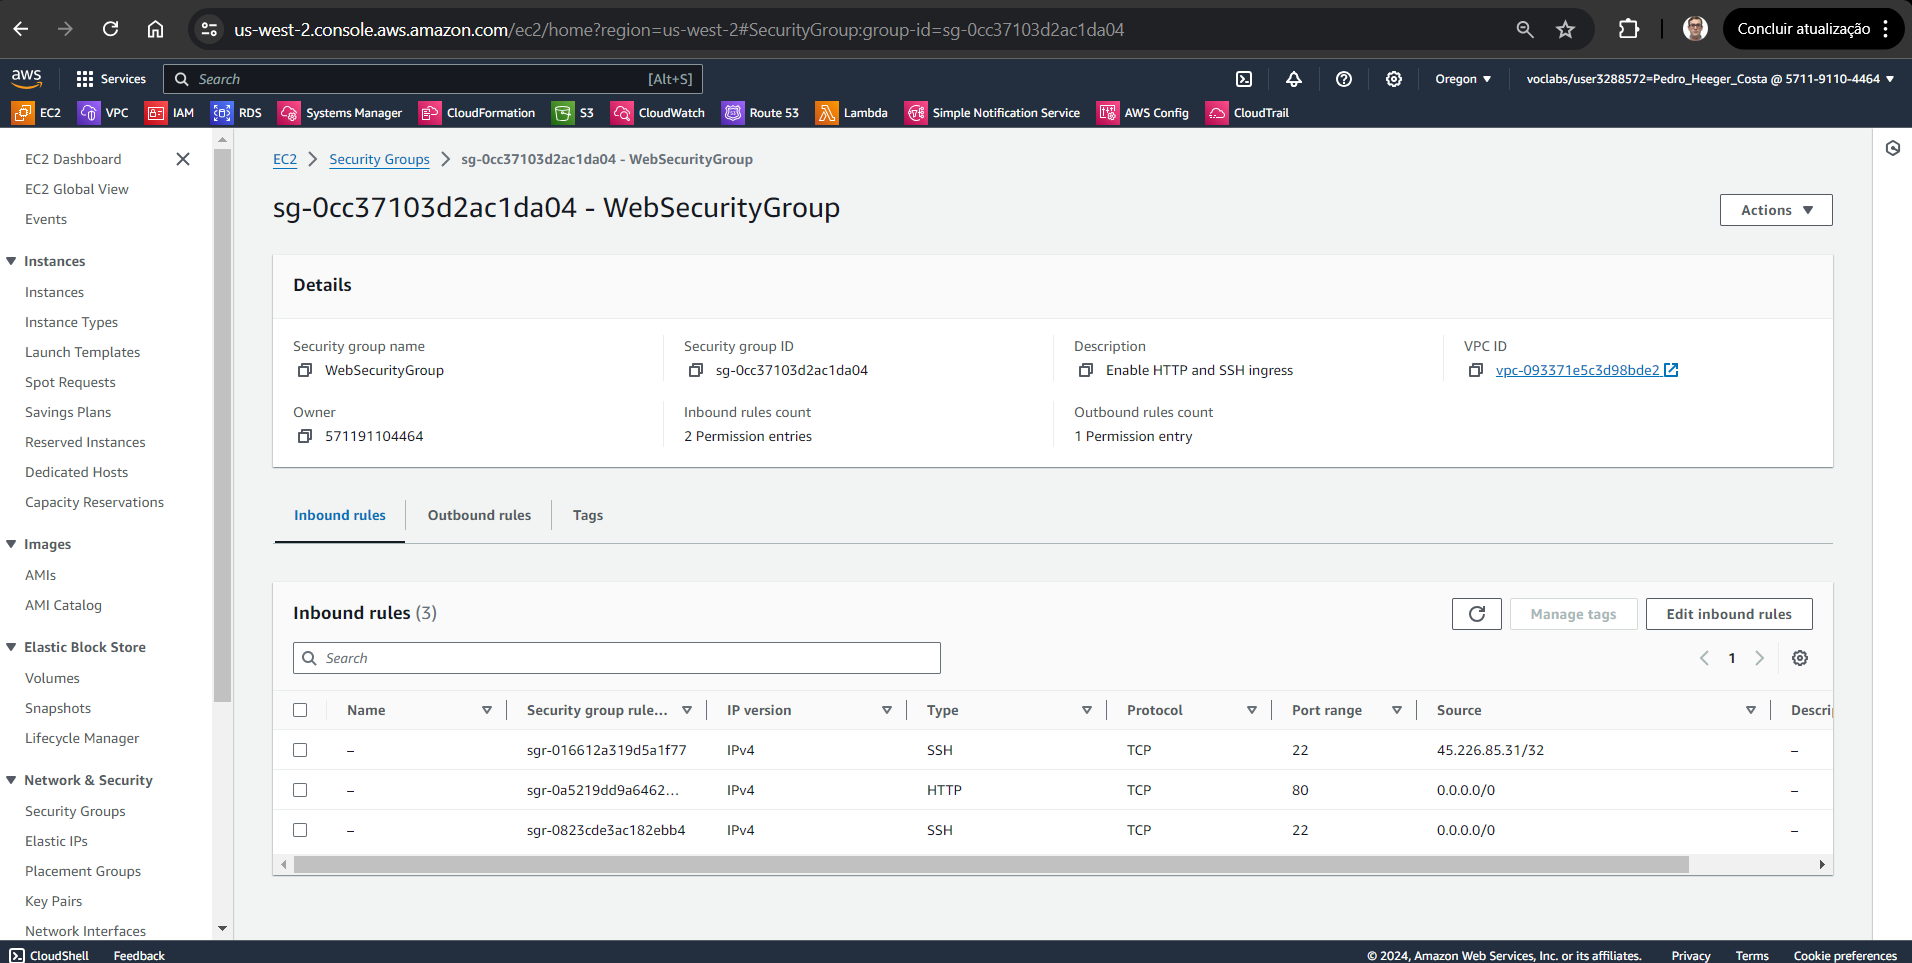 us-west-2.console.aws.amazon.com/ec2/home?region=us-west-2#SecurityGroup:group-id=sg-0cc37103d2ac1da04
Concluir atualização
aws
Services
Search
[Alt+S]
Oregon
voclabs/user3288572=Pedro_Heeger_Costa @ 5711-9110-4464
EC2
VPC
IAM
RDS
Systems Manager
CloudFormation
S3
CloudWatch
Route 53
Lambda
Simple Notification Service
AWS Config
CloudTrail
EC2 Dashboard
EC2 Global View
Events
Instances
Instances
Instance Types
Launch Templates
Spot Requests
Savings Plans
Reserved Instances
Dedicated Hosts
Capacity Reservations
Images
AMIs
AMI Catalog
Elastic Block Store
Volumes
Snapshots
Lifecycle Manager
Network & Security
Security Groups
Elastic IPs
Placement Groups
Key Pairs
Network Interfaces
EC2 > Security Groups > sg-0cc37103d2ac1da04 - WebSecurityGroup
sg-0cc37103d2ac1da04 - WebSecurityGroup
Actions
Details
Security group name
WebSecurityGroup
Security group ID
sg-0cc37103d2ac1da04
Description
Enable HTTP and SSH ingress
VPC ID
vpc-093371e5c3d98bde2
Owner
571191104464
Inbound rules count
2 Permission entries
Outbound rules count
1 Permission entry
Inbound rules
Outbound rules
Tags
Inbound rules (3)
Manage tags
Edit inbound rules
Search
1
Name Security group rule... IP version Type Protocol Port range Source Descri
– sgr-016612a319d5a1f77 IPv4 SSH TCP 22 45.226.85.31/32 –
– sgr-0a5219dd9a6462... IPv4 HTTP TCP 80 0.0.0.0/0 –
– sgr-0823cde3ac182ebb4 IPv4 SSH TCP 22 0.0.0.0/0 –
CloudShell
Feedback
© 2024, Amazon Web Services, Inc. or its affiliates.
Privacy
Terms
Cookie preferences